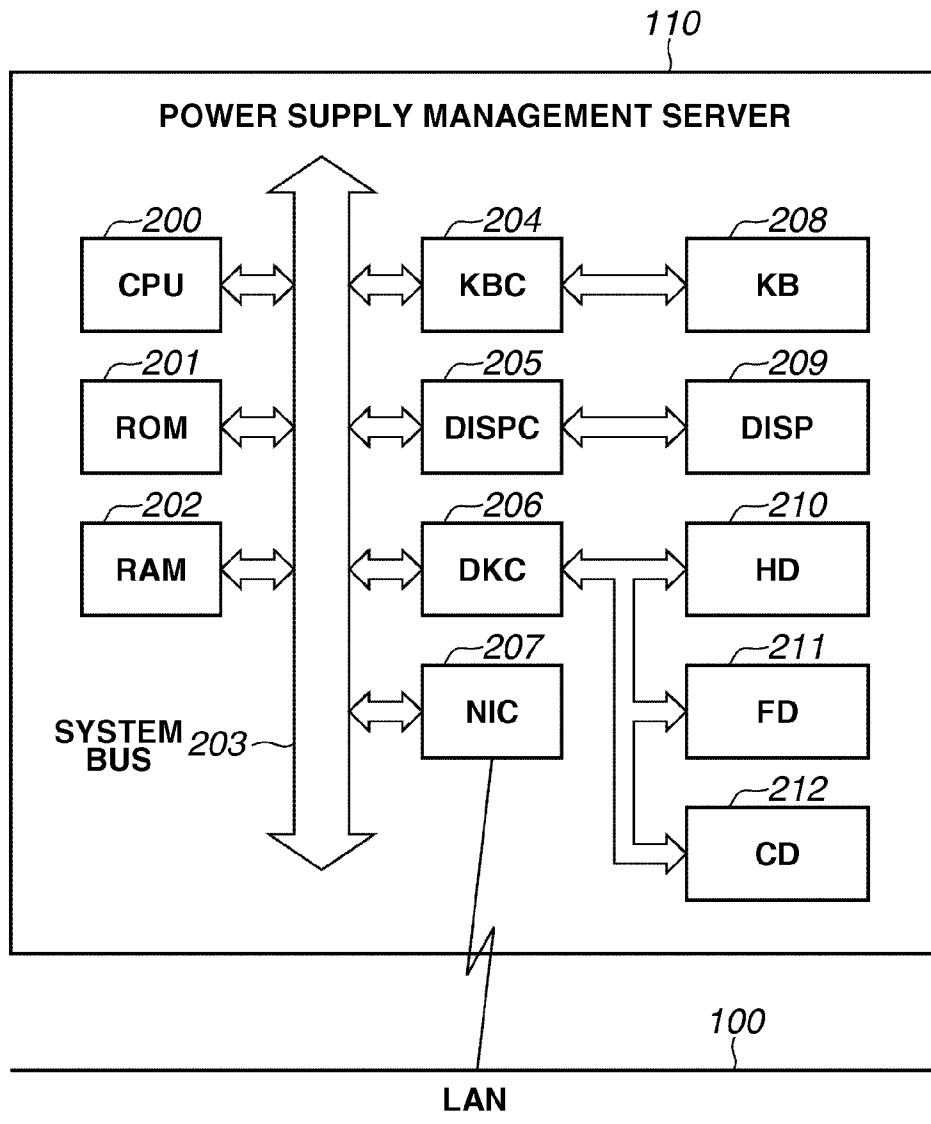 110
POWER SUPPLY MANAGEMENT SERVER
200
204
208
CPU
KBC
KB
201
205
209
ROM
DISPC
DISP
202
206
210
RAM
DKC
HD
207
211
NIC
FD
SYSTEM
BUS
203
212
CD
100
LAN